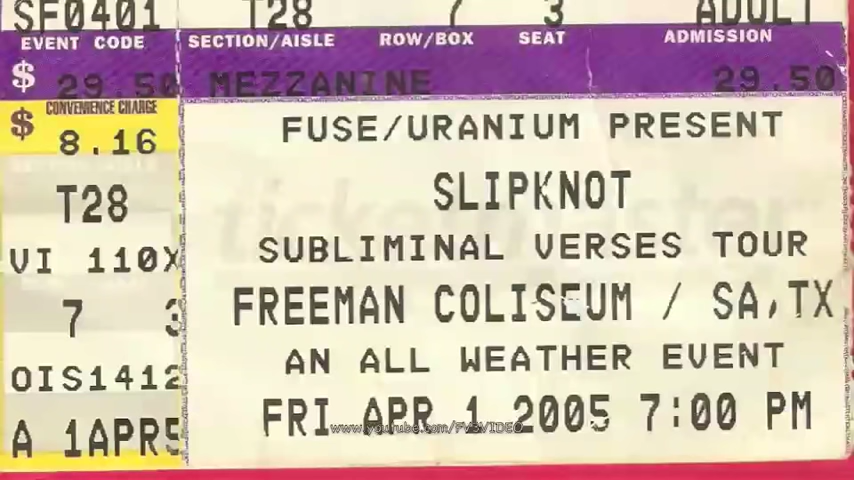 SF0401 T28 7 3 ADULT
EVENT CODE SECTION/AISLE ROW/BOX SEAT ADMISSION
$ 29.50 MEZZANINE 29.50
CONVENIENCE CHARGE
$ 8.16
FUSE/URANIUM PRESENT
T28
SLIPKNOT
VI 110X
SUBLIMINAL VERSES TOUR
7 3
FREEMAN COLISEUM / SA,TX
OIS1412
AN ALL WEATHER EVENT
A 1APR5
FRI APR 1 2005 7:00 PM
www.youtube.com/FVSVIDEO